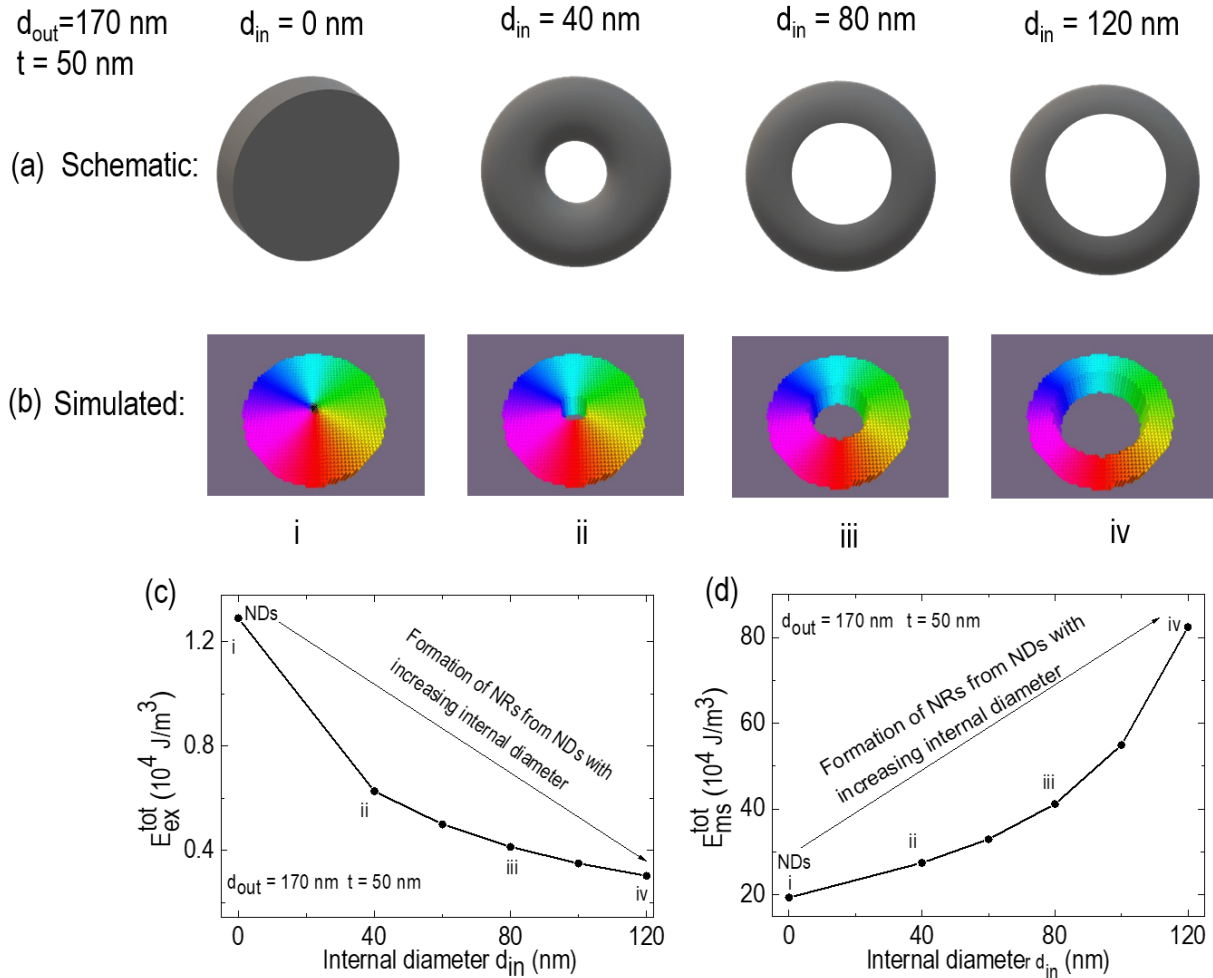 d_out=170 nm
t = 50 nm
d_in = 0 nm
d_in = 40 nm
d_in = 80 nm
d_in = 120 nm
(a) Schematic:
(b) Simulated:
i
ii
iii
iv
(c)
E_ex^tot (10^4 J/m^3)
1.2
0.8
0.4
0
40
80
120
Internal diameter d_in (nm)
NDs
i
ii
iii
iv
Formation of NRs from NDs with
increasing internal diameter
d_out = 170 nm t = 50 nm
(d)
E_ms^tot (10^4 J/m^3)
80
60
40
20
0
40
80
120
Internal diameter d_in (nm)
d_out = 170 nm t = 50 nm
NDs
i
ii
iii
iv
Formation of NRs from NDs with
increasing internal diameter